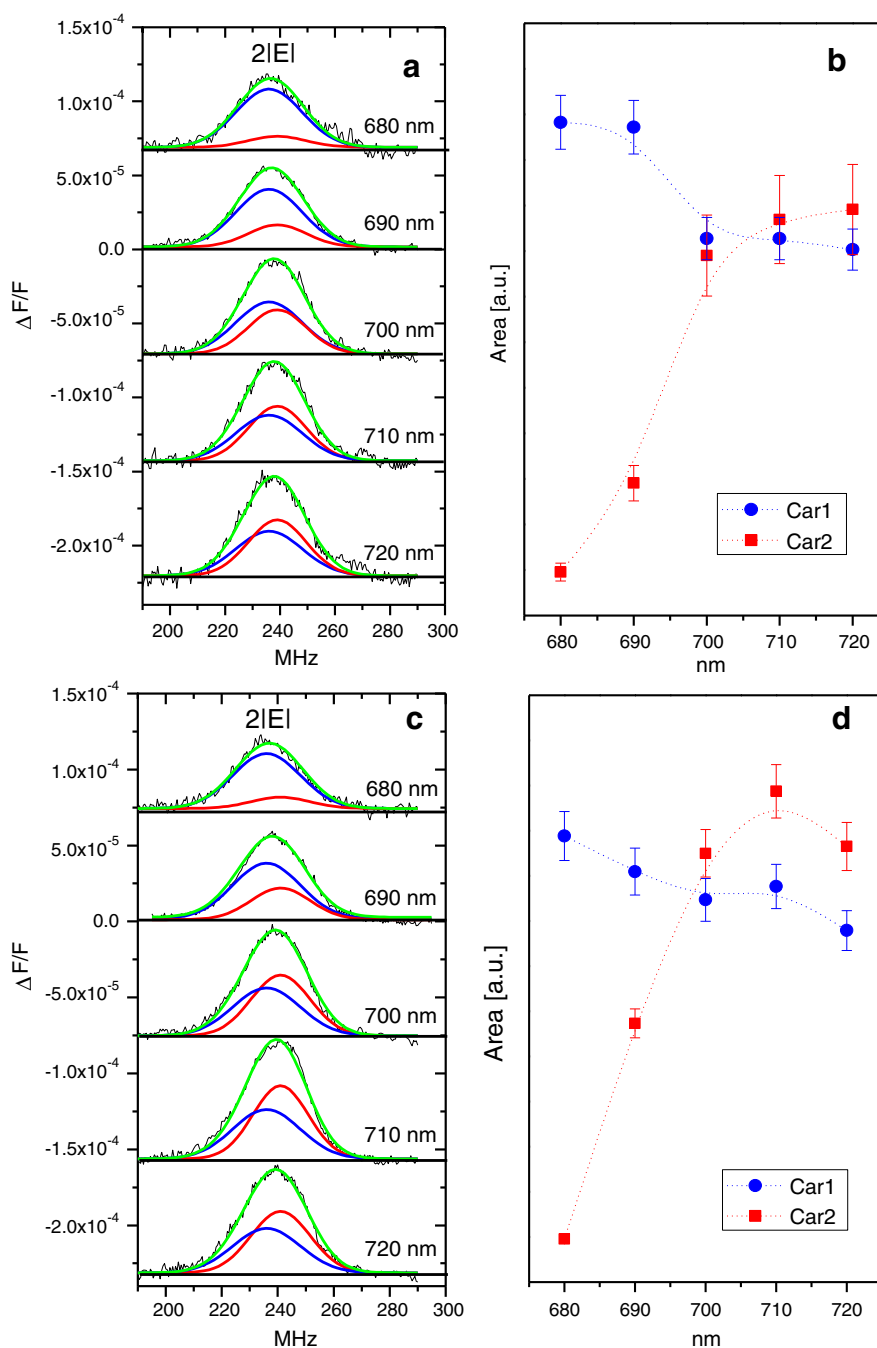 1.5x10-4
1.0x10-4
5.0x10-5
0.0
-5.0x10-5
-1.0x10-4
-1.5x10-4
-2.0x10-4
Δ F/F
2|E|
a
680 nm
690 nm
700 nm
710 nm
720 nm
200 220 240 260 280 300
MHz
b
Area [a.u.]
Car1
Car2
680 690 700 710 720
nm
1.5x10-4
1.0x10-4
5.0x10-5
0.0
-5.0x10-5
-1.0x10-4
-1.5x10-4
-2.0x10-4
Δ F/F
2|E|
c
680 nm
690 nm
700 nm
710 nm
720 nm
200 220 240 260 280 300
MHz
d
Area [a.u.]
Car1
Car2
680 690 700 710 720
nm